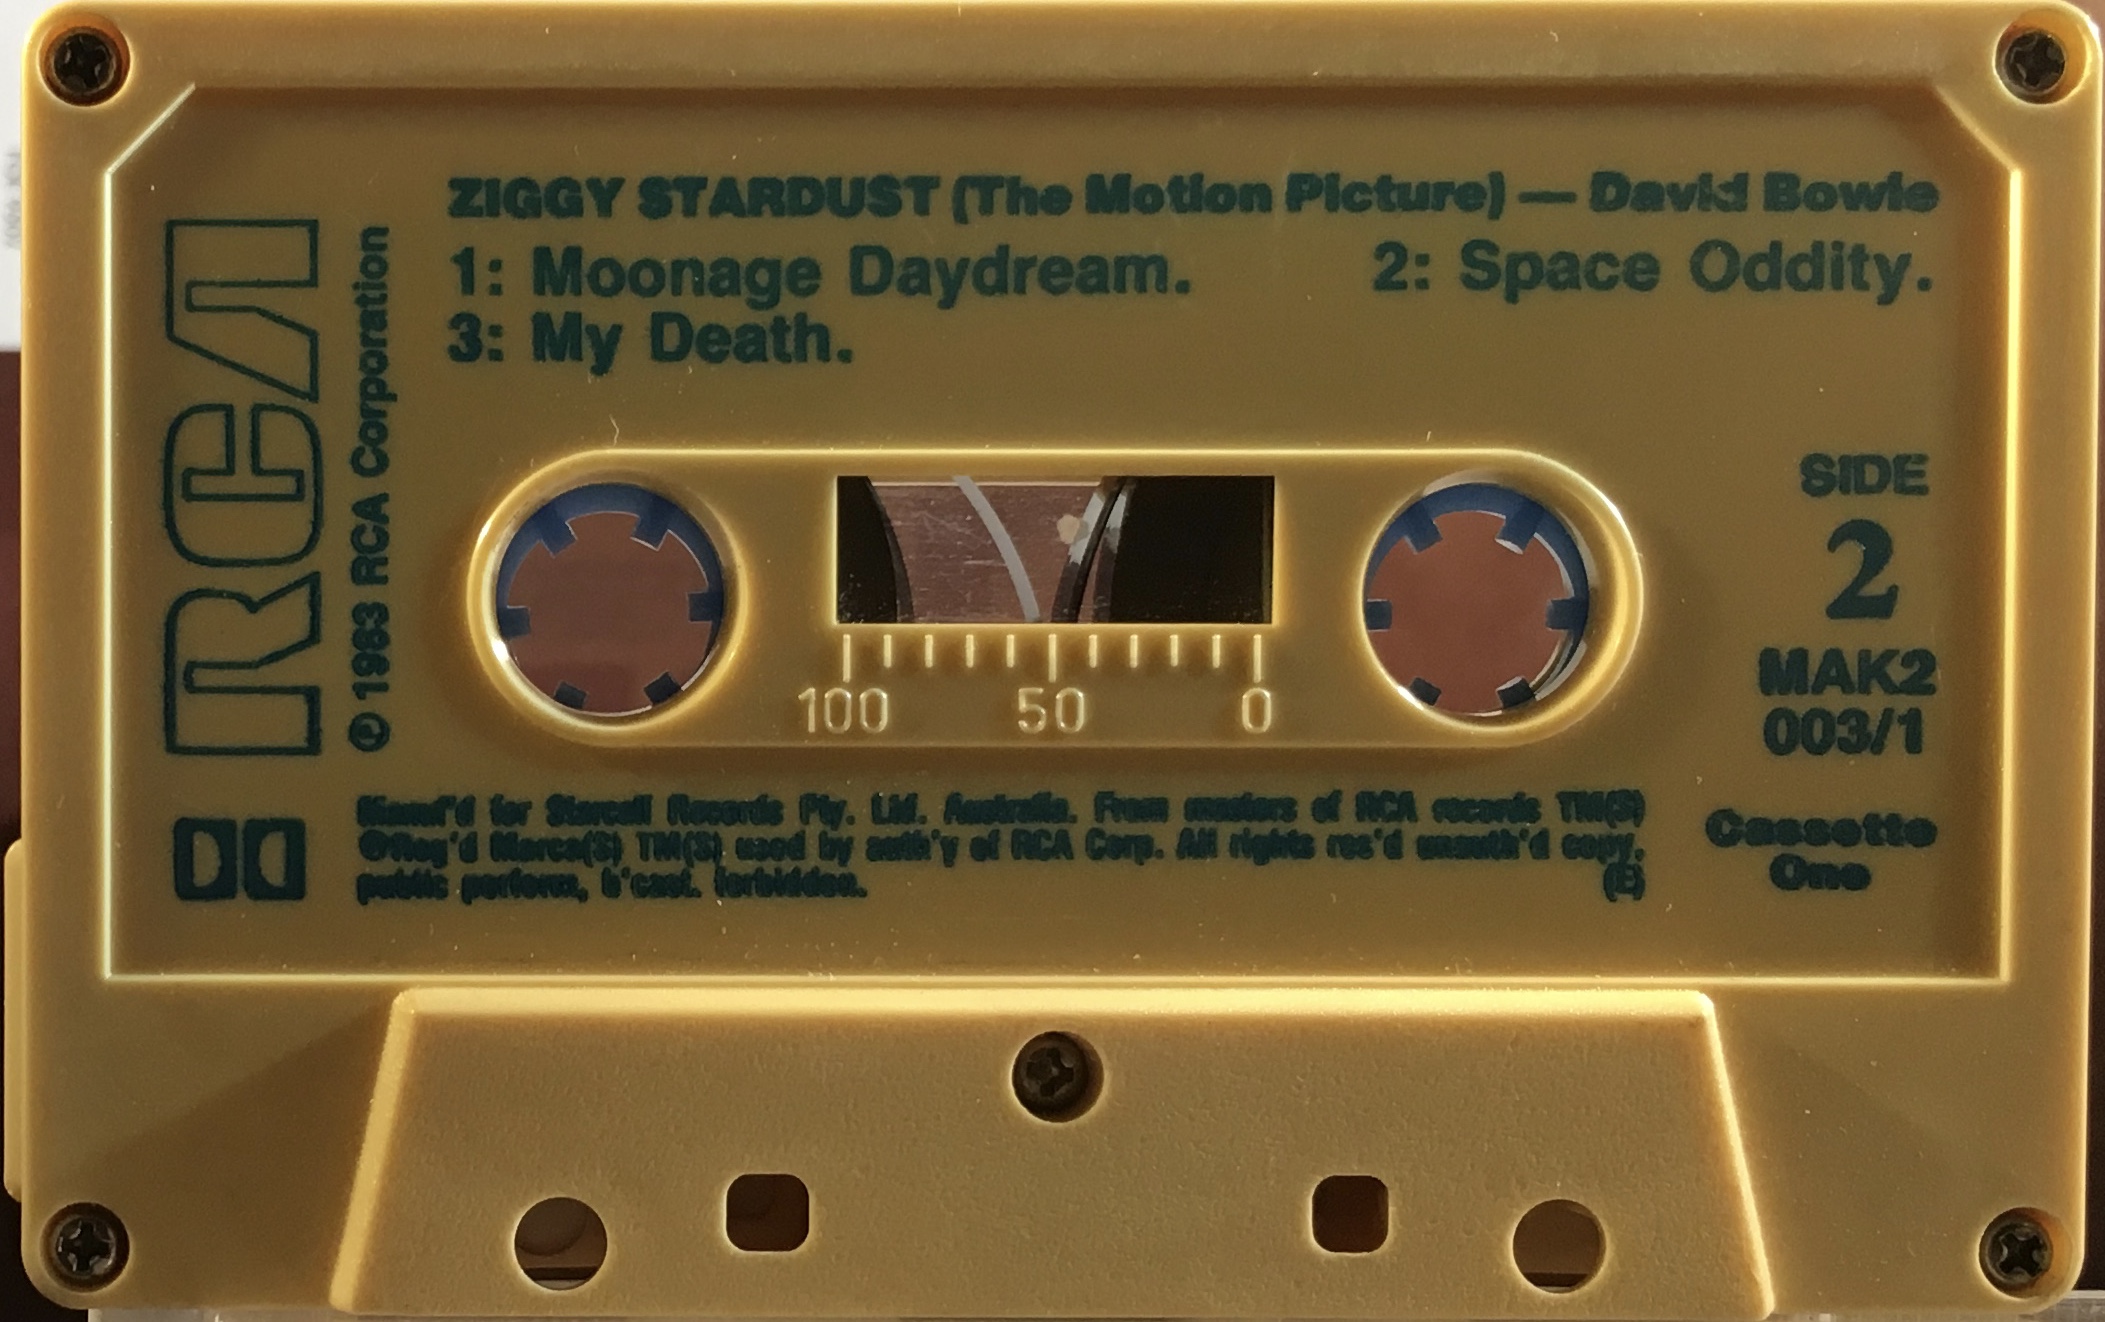 ZIGGY STARDUST (The Motion Picture) — David Bowie
1: Moonage Daydream. 2: Space Oddity.
3: My Death.
RCA
℗ 1983 RCA Corporation
SIDE
2
MAK2
003/1
100 50 0
Manuf'd for Starcall Records Pty. Ltd. Australia. From masters of RCA records TM(S)
®Reg'd Marca(S) TM(S) used by auth'y of RCA Corp. All rights res'd unauth'd copy,
public perform, b'cast. forbidden. (E)
Cassette
One